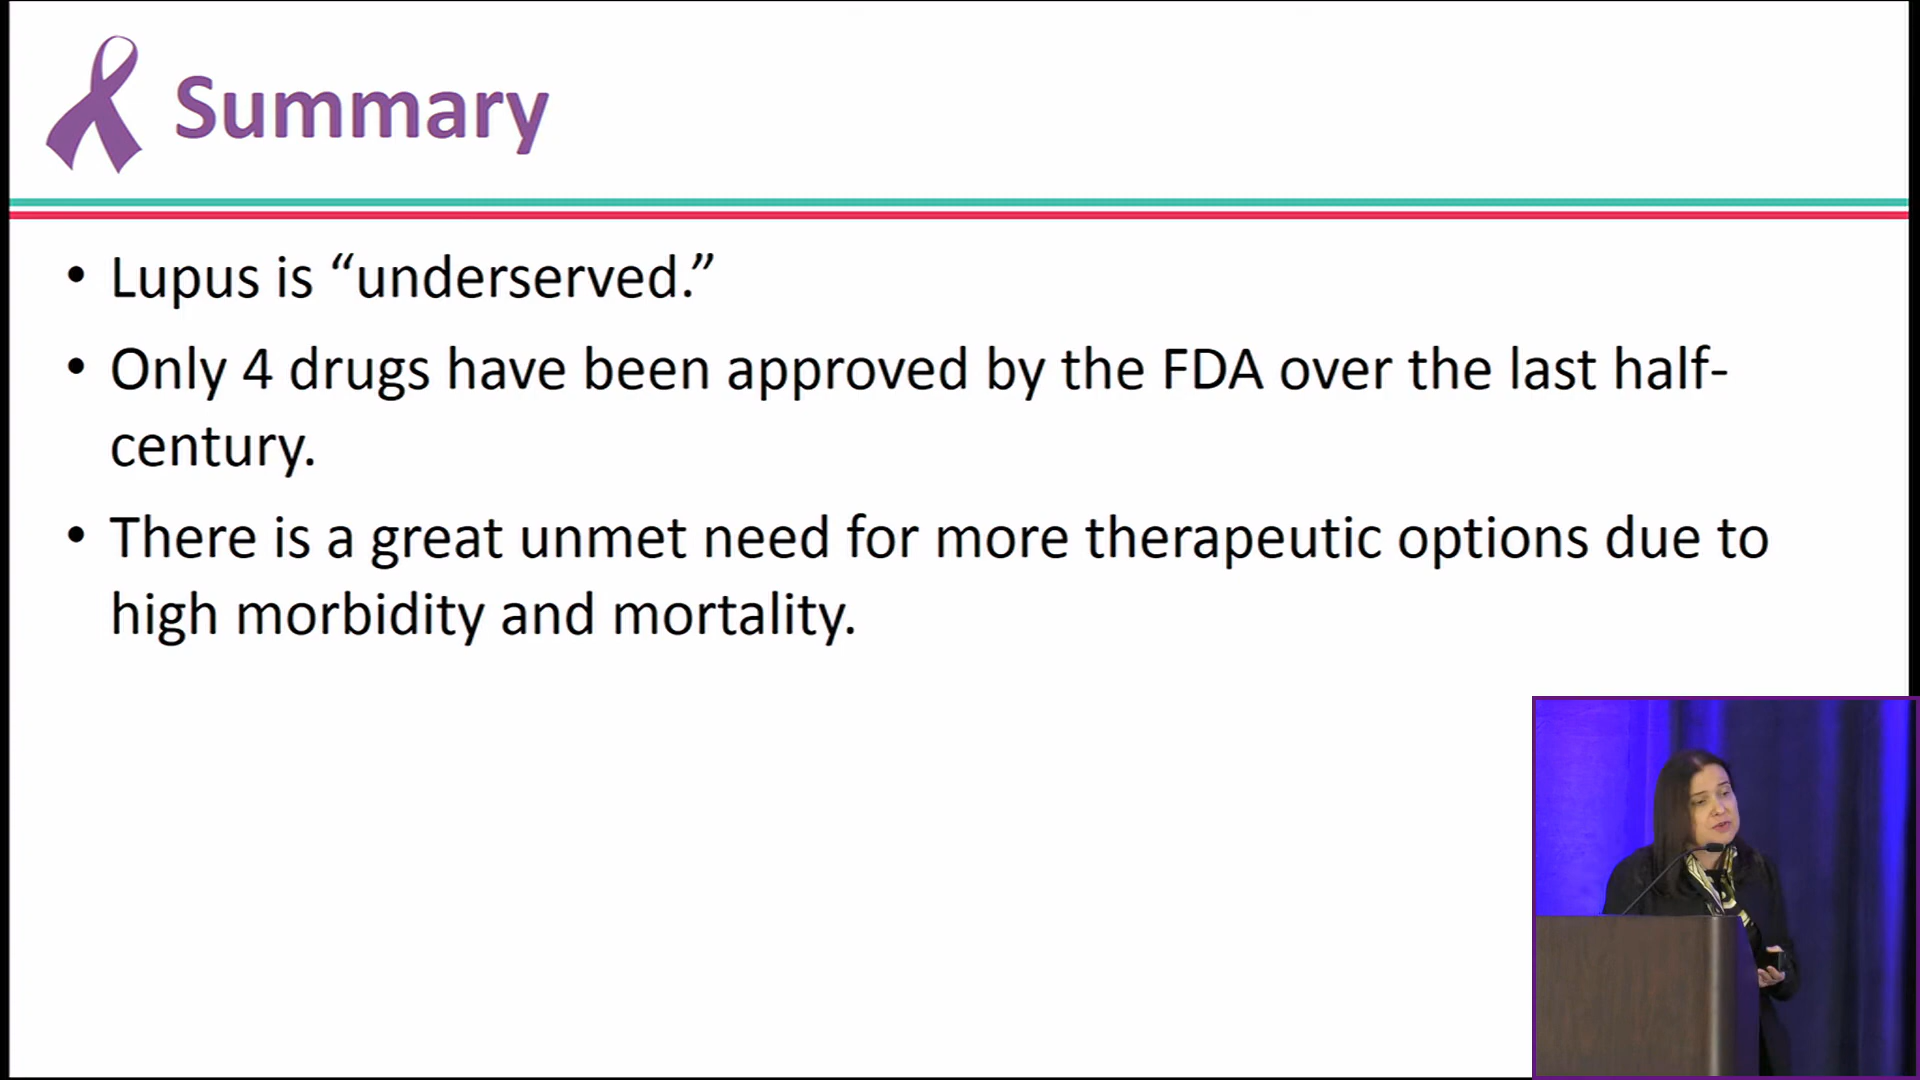 Summary
• Lupus is “underserved.”
• Only 4 drugs have been approved by the FDA over the last half-
century.
• There is a great unmet need for more therapeutic options due to
high morbidity and mortality.